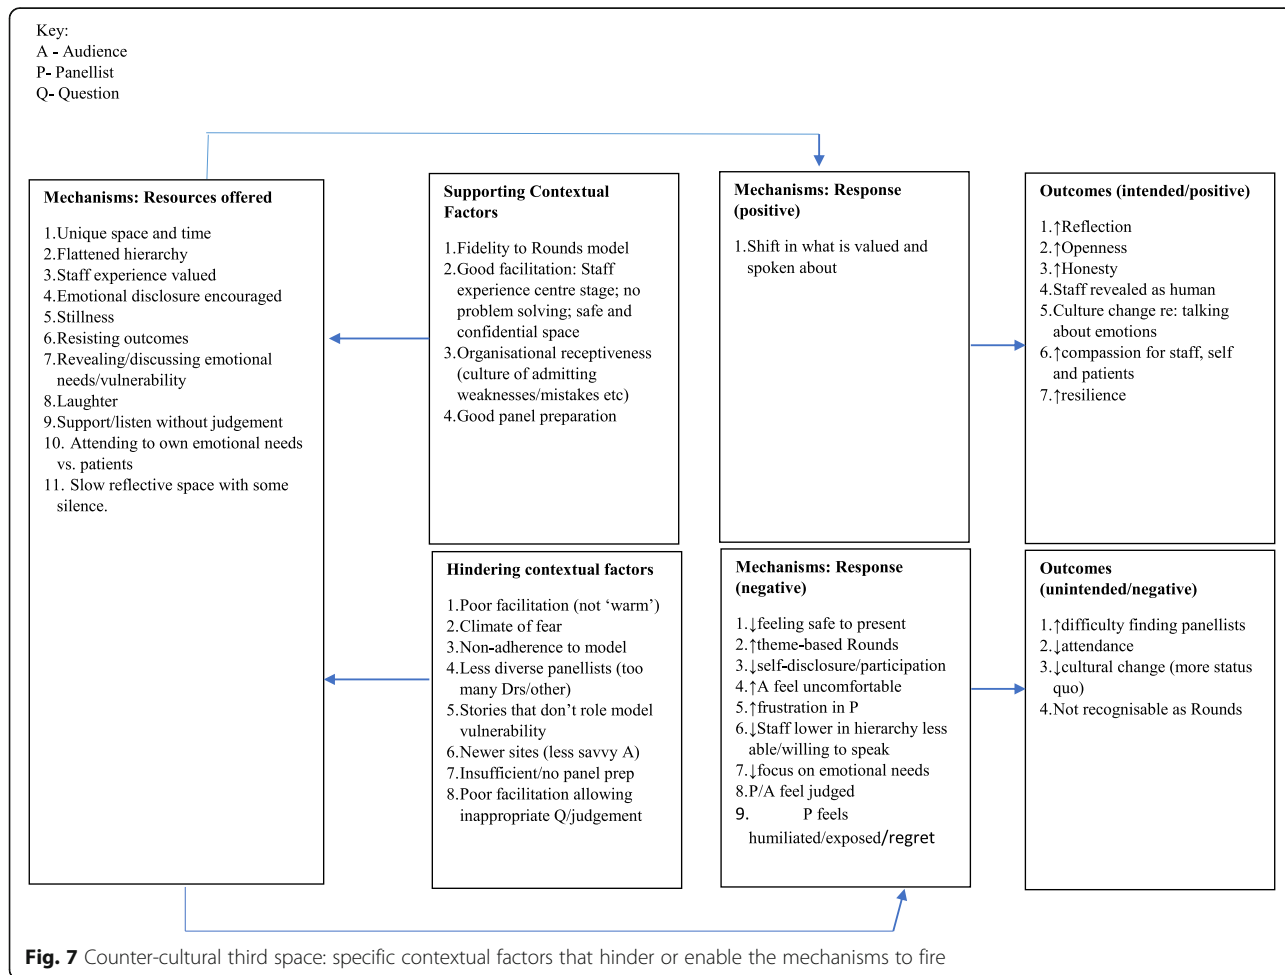 Key:
A - Audience
P- Panellist
Q- Question
Mechanisms: Resources offered
1.Unique space and time
2.Flattened hierarchy
3.Staff experience valued
4.Emotional disclosure encouraged
5.Stillness
6.Resisting outcomes
7.Revealing/discussing emotional
needs/vulnerability
8.Laughter
9.Support/listen without judgement
10. Attending to own emotional needs
vs. patients
11. Slow reflective space with some
silence.
Supporting Contextual
Factors
1.Fidelity to Rounds model
2.Good facilitation: Staff
experience centre stage; no
problem solving; safe and
confidential space
3.Organisational receptiveness
(culture of admitting
weaknesses/mistakes etc)
4.Good panel preparation
Mechanisms: Response
(positive)
1.Shift in what is valued and
spoken about
Outcomes (intended/positive)
1.↑Reflection
2.↑Openness
3.↑Honesty
4.Staff revealed as human
5.Culture change re: talking
about emotions
6.↑compassion for staff, self
and patients
7.↑resilience
Hindering contextual factors
1.Poor facilitation (not ‘warm’)
2.Climate of fear
3.Non-adherence to model
4.Less diverse panellists (too
many Drs/other)
5.Stories that don’t role model
vulnerability
6.Newer sites (less savvy A)
7.Insufficient/no panel prep
8.Poor facilitation allowing
inappropriate Q/judgement
Mechanisms: Response
(negative)
1.↓feeling safe to present
2.↑theme-based Rounds
3.↓self-disclosure/participation
4.↑A feel uncomfortable
5.↑frustration in P
6.↓Staff lower in hierarchy less
able/willing to speak
7.↓focus on emotional needs
8.P/A feel judged
9. P feels
humiliated/exposed/regret
Outcomes
(unintended/negative)
1.↑difficulty finding panellists
2.↓attendance
3.↓cultural change (more status
quo)
4.Not recognisable as Rounds
Fig. 7 Counter-cultural third space: specific contextual factors that hinder or enable the mechanisms to fire